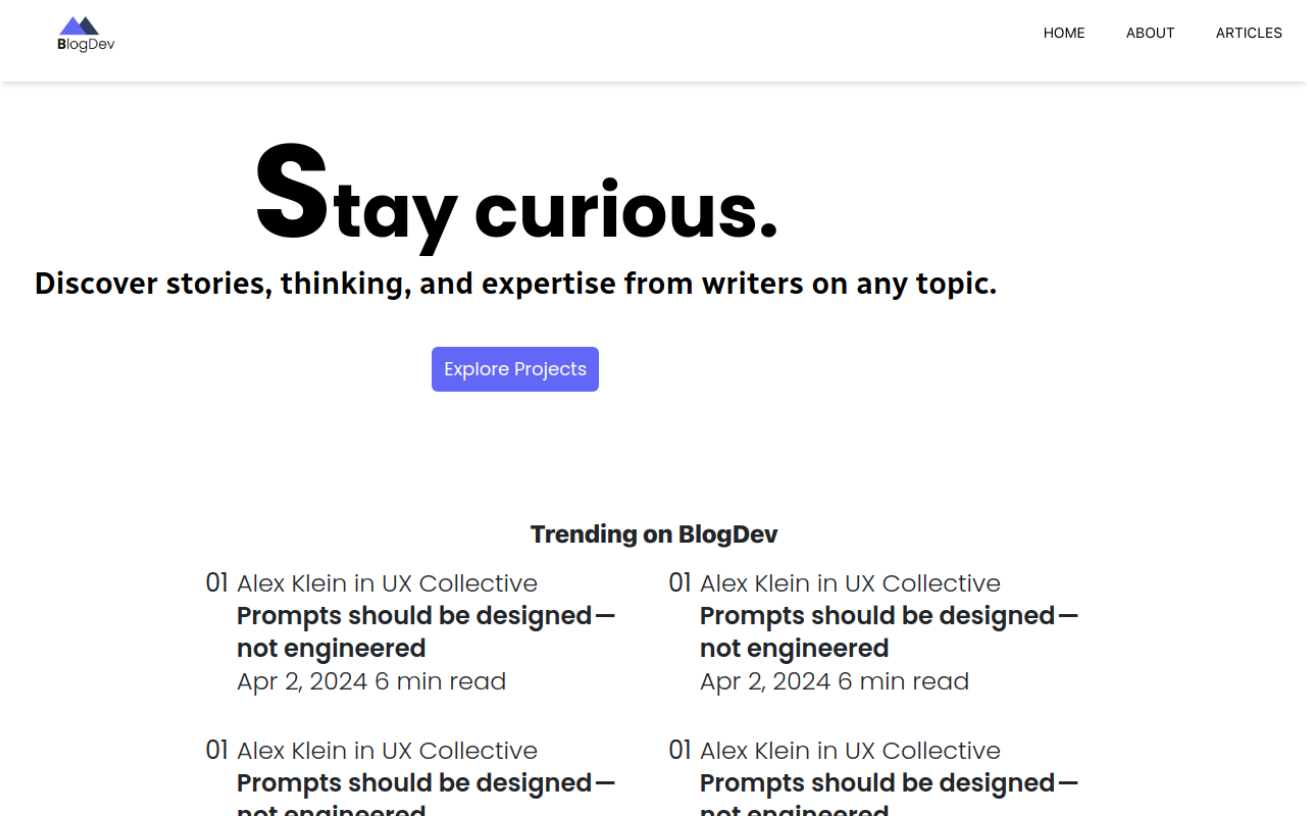 BlogDev
HOME ABOUT ARTICLES
Stay curious.
Discover stories, thinking, and expertise from writers on any topic.
Explore Projects
Trending on BlogDev
01 Alex Klein in UX Collective
Prompts should be designed—
not engineered
Apr 2, 2024 6 min read
01 Alex Klein in UX Collective
Prompts should be designed—
not engineered
Apr 2, 2024 6 min read
01 Alex Klein in UX Collective
Prompts should be designed—
not engineered
01 Alex Klein in UX Collective
Prompts should be designed—
not engineered